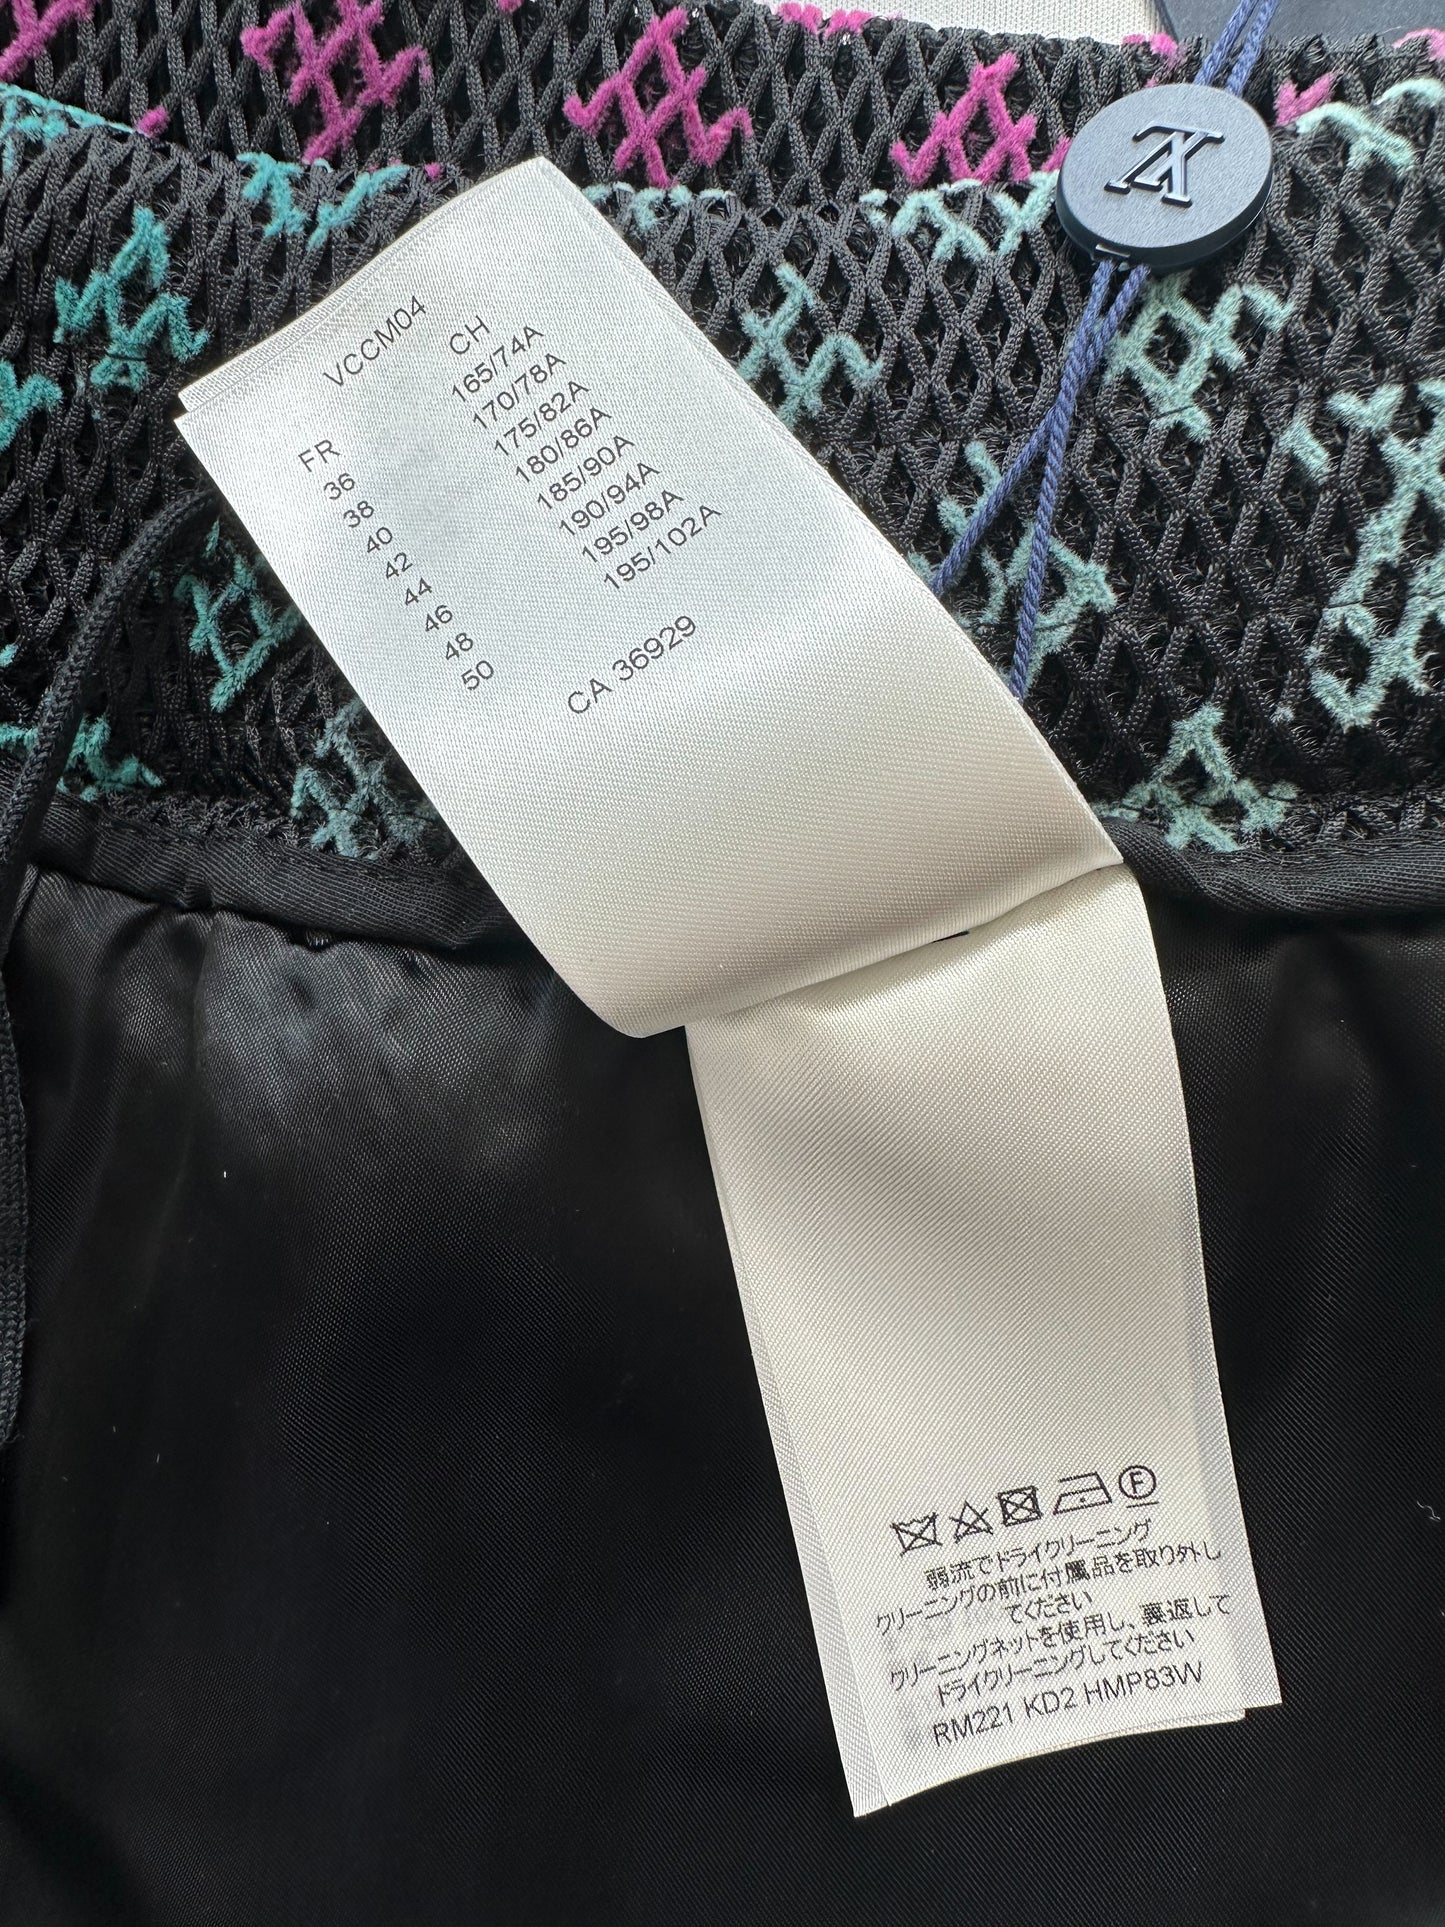 VCCM04
FR CH
36 165/74A
38 170/78A
40 175/82A
42 180/86A
44 185/90A
46 190/94A
48 195/98A
50 195/102A
CA 36929
LV
F
弱流でドライクリーニング
クリーニングの前に付属品を取り外し
てください
クリーニングネットを使用し、裏返して
ドライクリーニングしてください
RM221 KD2 HMP83W